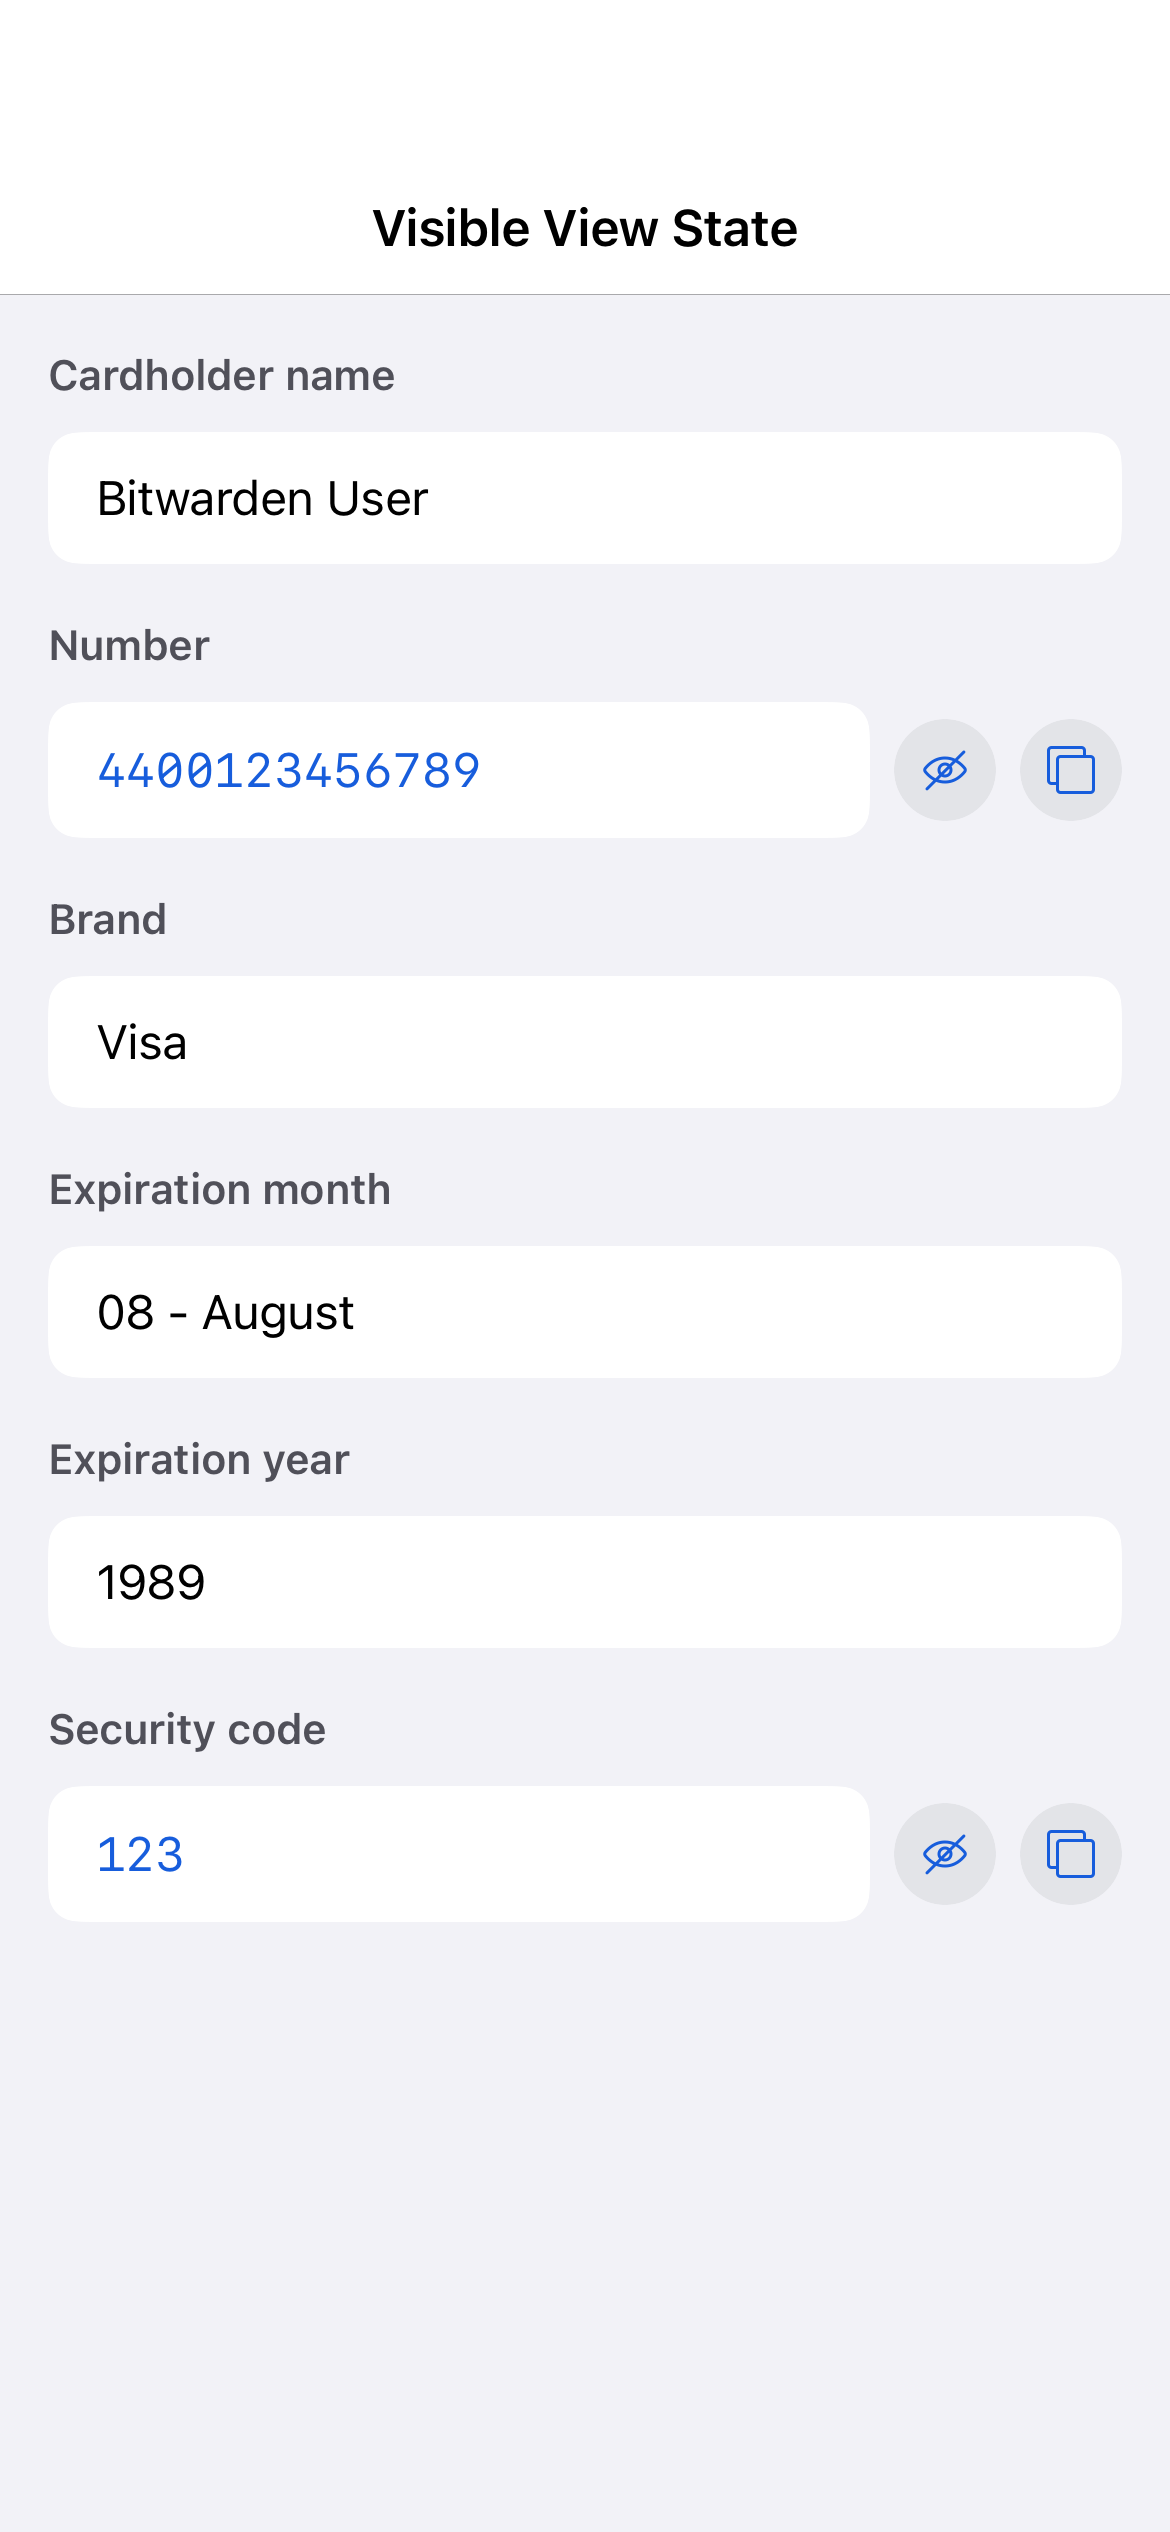 Visible View State
Cardholder name
Bitwarden User
Number
4400123456789
Brand
Visa
Expiration month
08 - August
Expiration year
1989
Security code
123